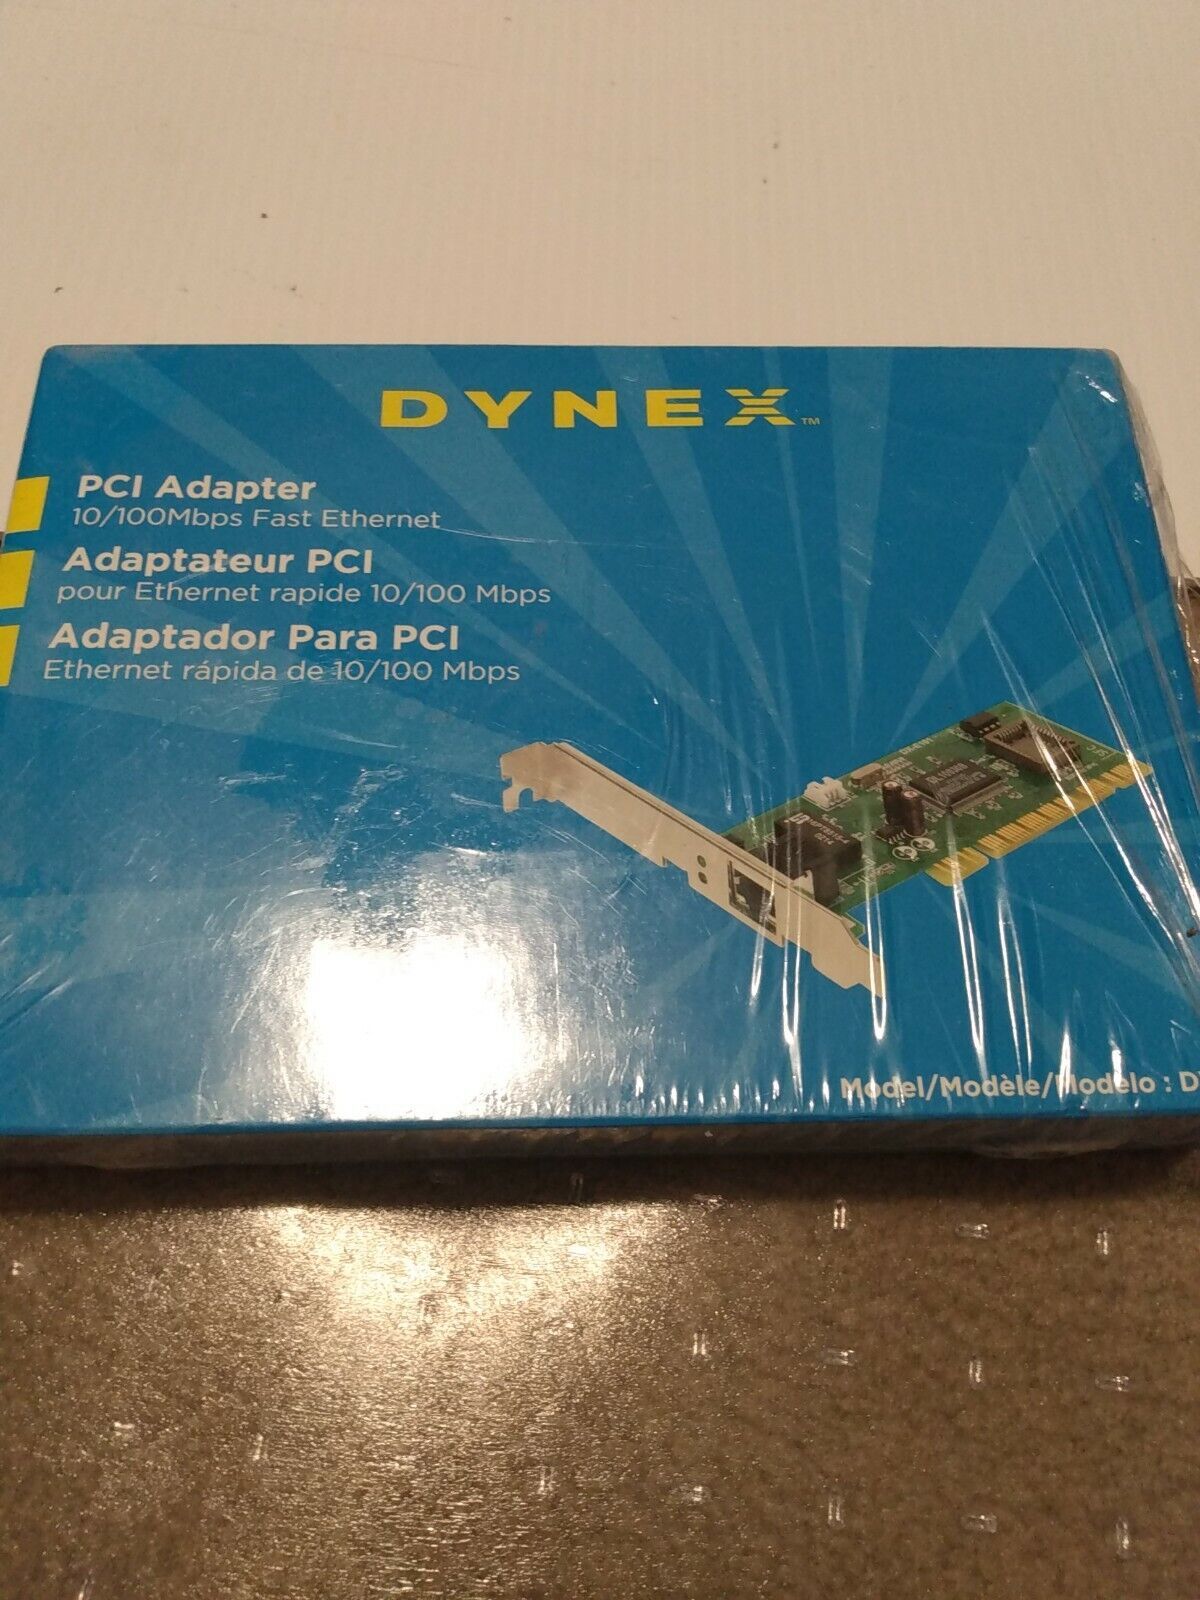 DYNEX™
PCI Adapter
10/100Mbps Fast Ethernet
Adaptateur PCI
pour Ethernet rapide 10/100 Mbps
Adaptador Para PCI
Ethernet rápida de 10/100 Mbps
Model/Modèle/Modelo :